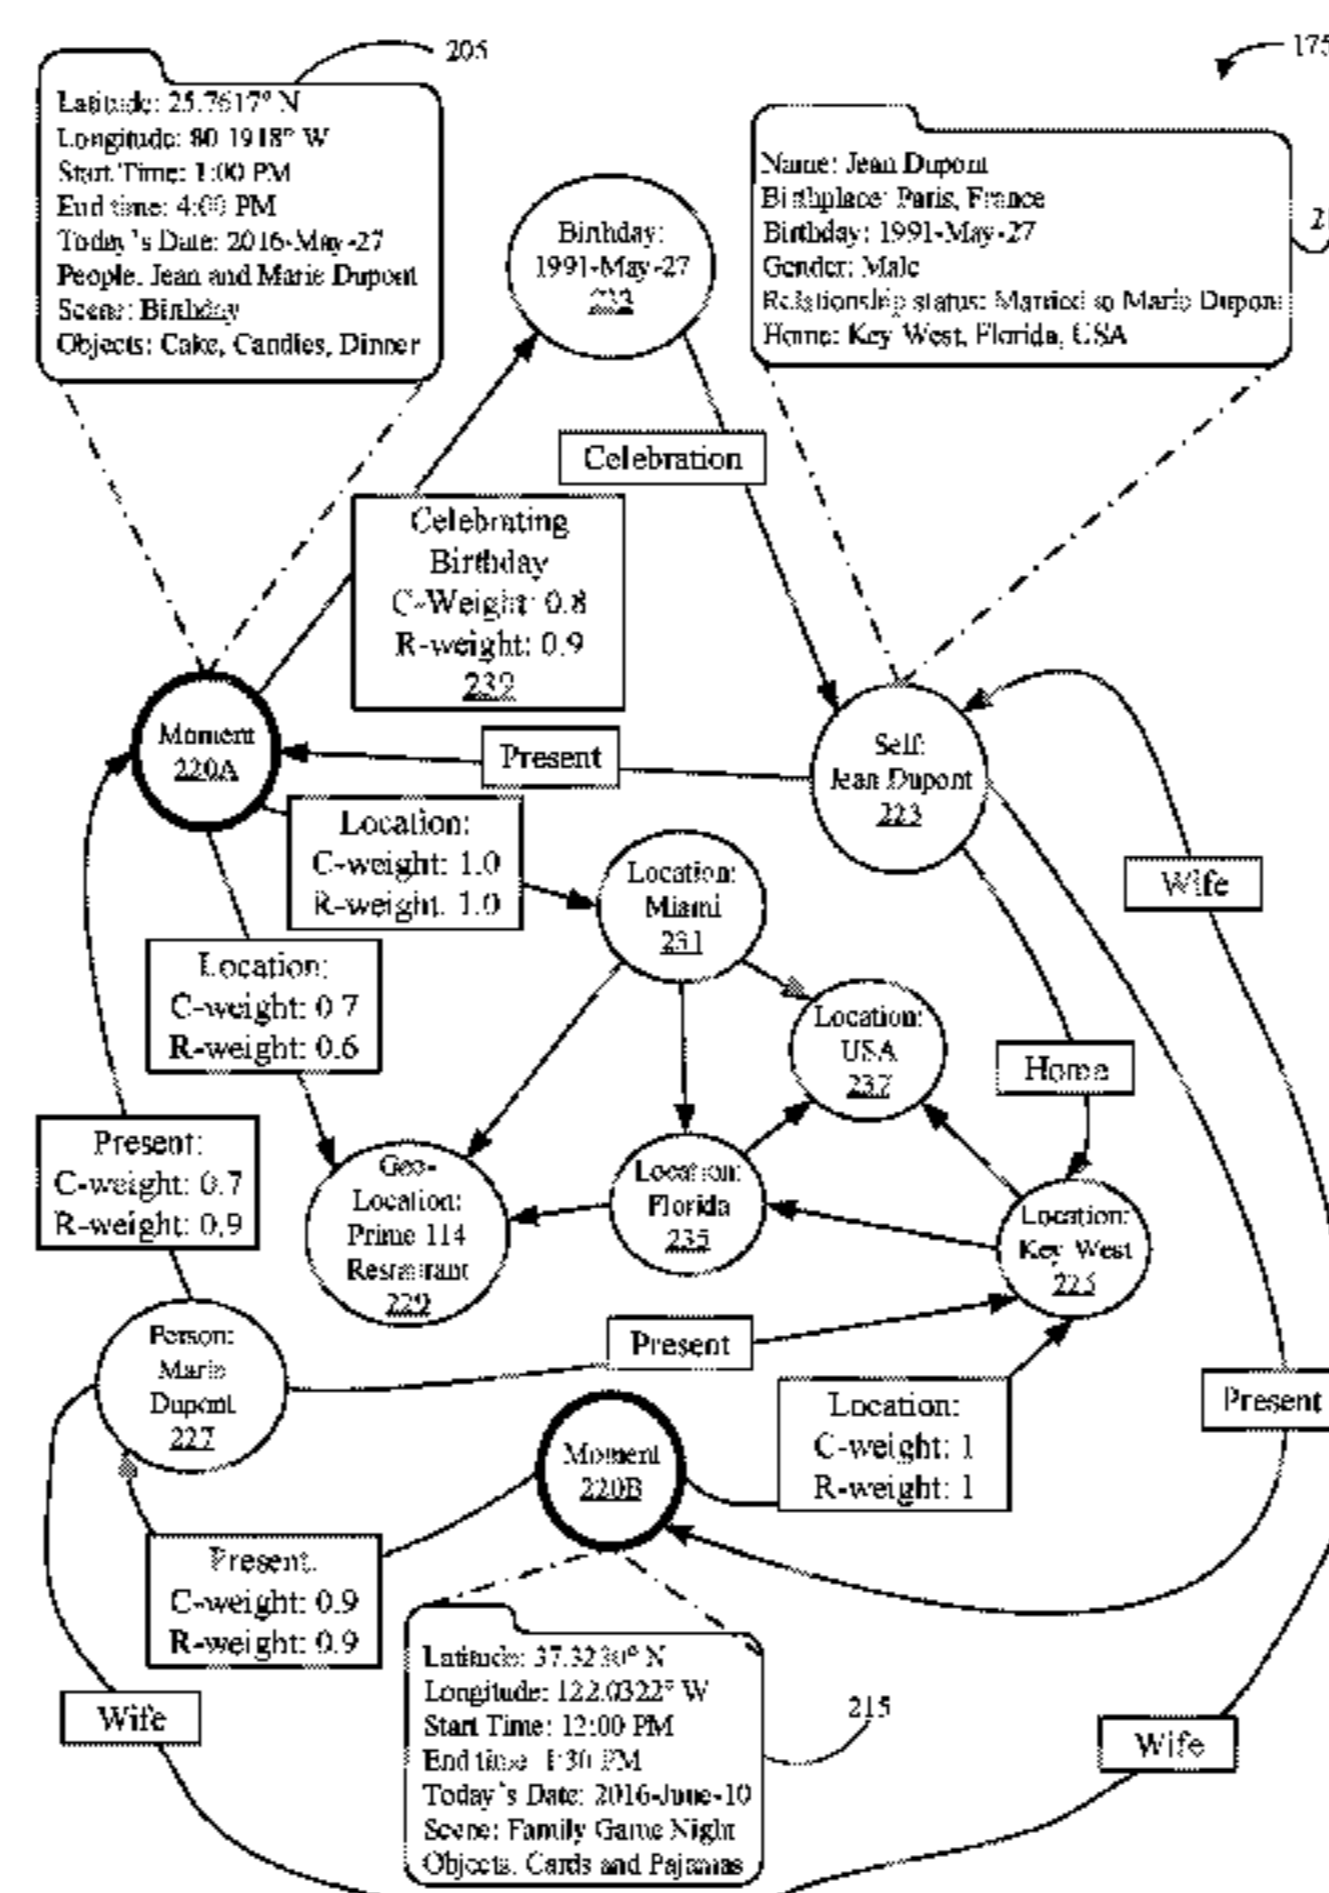 205
175
Latitude: 25.7617° N
Longitude: 80.1918° W
Start Time: 1:00 PM
End time: 4:00 PM
Today's Date: 2016-May-27
People. Jean and Marie Dupont
Scene: Birthday
Objects: Cake, Candles, Dinner
Name: Jean Dupont
Birthplace: Paris, France
Birthday: 1991-May-27
Gender: Male
Relationship status: Married to Marie Dupont
Home: Key West, Florida, USA
Birthday:
1991-May-27
Celebration
Celebrating
Birthday
C-Weight: 0.8
R-weight: 0.9
239
Moment
220A
Present
Self:
Jean Dupont
223
Wife
Location:
C-weight: 1.0
R-weight. 1.0
Location:
Miami
231
Location:
C-weight: 0.7
R-weight: 0.6
Location:
USA
237
Home
Present:
C-weight: 0.7
R-weight: 0.9
Geo-
Location:
Prime 114
Restaurant
229
Location:
Florida
235
Location:
Key West
225
Person:
Marie
Dupont
227
Present
Moment
220B
Location:
C-weight: 1
R-weight: 1
Present
Present.
C-weight: 0.9
R-weight: 0.9
Latitude: 37.3230° N
Longitude: 122.0322° W
Start Time: 12:00 PM
End time 1:30 PM
Today's Date: 2016-June-10
Scene: Family Game Night
Objects. Cards and Pajamas
215
Wife
Wife